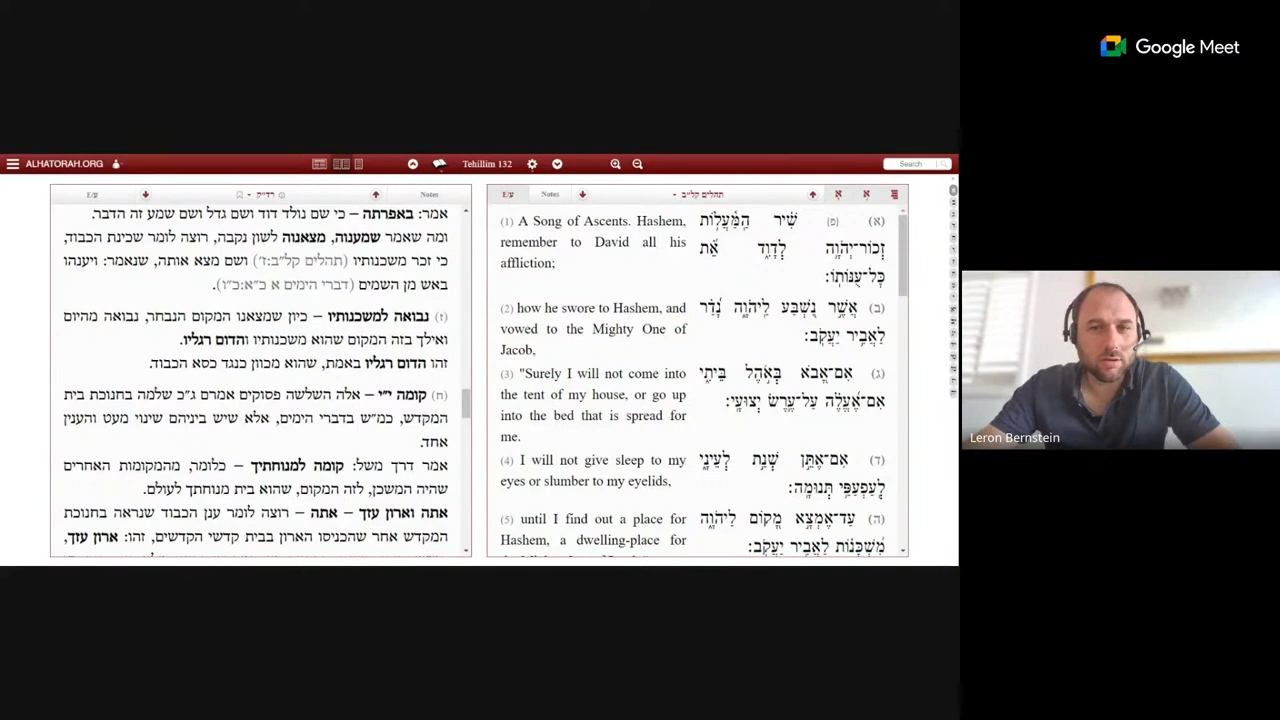 Google Meet
ALHATORAH.ORG
Tehillim 132
Search
ע/E
רד״ק
Notes
אמר: באפרתה – כי שם נולד דוד ושם גדל ושם שמע זה הדבר.
ומה שאמר שמענוה, מצאנוה לשון נקבה, רוצה לומר שכינת הכבוד,
כי זכר משכנותיו (תהלים קל״ב:ז׳) ושם מצא אותה, שנאמר: ויענהו
באש מן השמים (דברי הימים א כ״א:כ״ו).
(ז) נבואה למשכנותיו – כיון שמצאנו המקום הנבחר, נבואה מהיום
ואילך בזה המקום שהוא משכנותיו והדום רגליו.
זהו הדום רגליו באמת, שהוא מכוון כנגד כסא הכבוד.
(ח) קומה י״י – אלה השלשה פסוקים אמרם ג״כ שלמה בחנוכת בית
המקדש, כמ״ש בדברי הימים, אלא שיש ביניהם שינוי מעט והענין
אחד.
אמר דרך משל: קומה למנוחתיך – כלומר, מהמקומות האחרים
שהיה המשכן, לזה המקום, שהוא בית מנוחתך לעולם.
אתה וארון עזך – אתה – רוצה לומר ענן הכבוד שנראה בחנוכת
המקדש אחר שהכניסו הארון בבית קדשי הקדשים, זהו: ארון עזך,
ע/E
Notes
תהלים קל״ב
(1) A Song of Ascents. Hashem,
remember to David all his
affliction;
(א) (פ) שִׁ֗יר הַֽמַּ֫עֲל֥וֹת
זְכוֹר־יְהֹוָ֥ה לְדָוִ֑ד אֵ֝֗ת
כׇּל־עֻנּוֹתֽוֹ׃
(2) how he swore to Hashem, and
vowed to the Mighty One of
Jacob,
(ב) אֲשֶׁ֣ר נִ֭שְׁבַּע לַיהֹוָ֑ה נָ֝דַ֗ר
לַאֲבִ֥יר יַעֲקֹֽב׃
(3) "Surely I will not come into
the tent of my house, or go up
into the bed that is spread for
me.
(ג) אִם־אָ֭בֹא בְּאֹ֣הֶל בֵּיתִ֑י
אִם־אֶ֝עֱלֶ֗ה עַל־עֶ֥רֶשׂ יְצוּעָֽי׃
(4) I will not give sleep to my
eyes or slumber to my eyelids,
(ד) אִם־אֶתֵּ֣ן שְׁנַ֣ת לְעֵינָ֑י
לְֽעַפְעַפַּ֥י תְּנוּמָֽה׃
(5) until I find out a place for
Hashem, a dwelling-place for
(ה) עַד־אֶמְצָ֣א מָ֭קוֹם לַיהֹוָ֑ה
מִ֝שְׁכָּנ֗וֹת לַאֲבִ֥יר יַעֲקֹֽב׃
Leron Bernstein